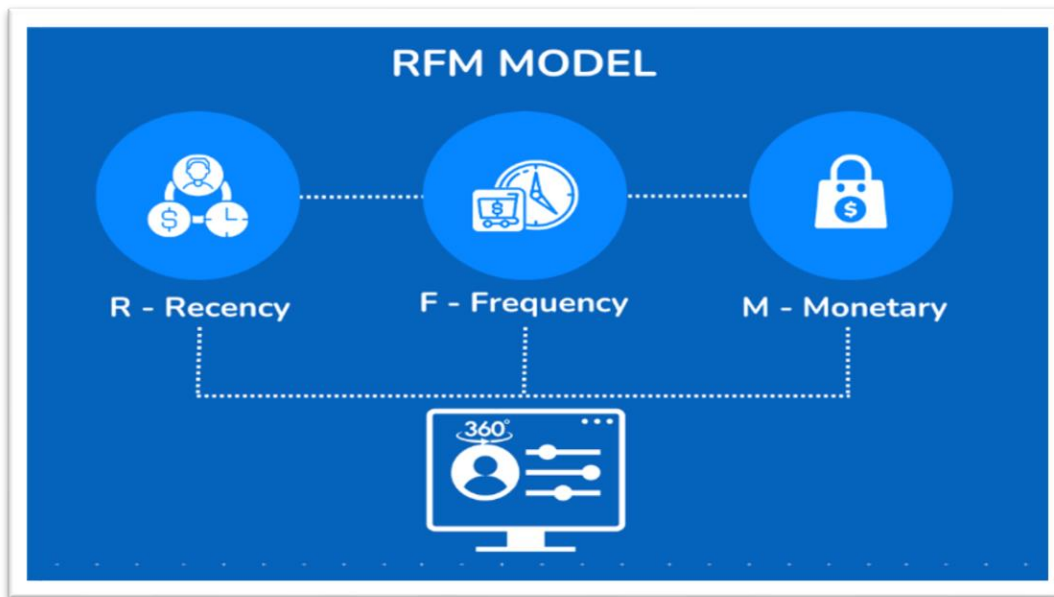 RFM MODEL
R - Recency
F - Frequency
M - Monetary
$
$
$
360°